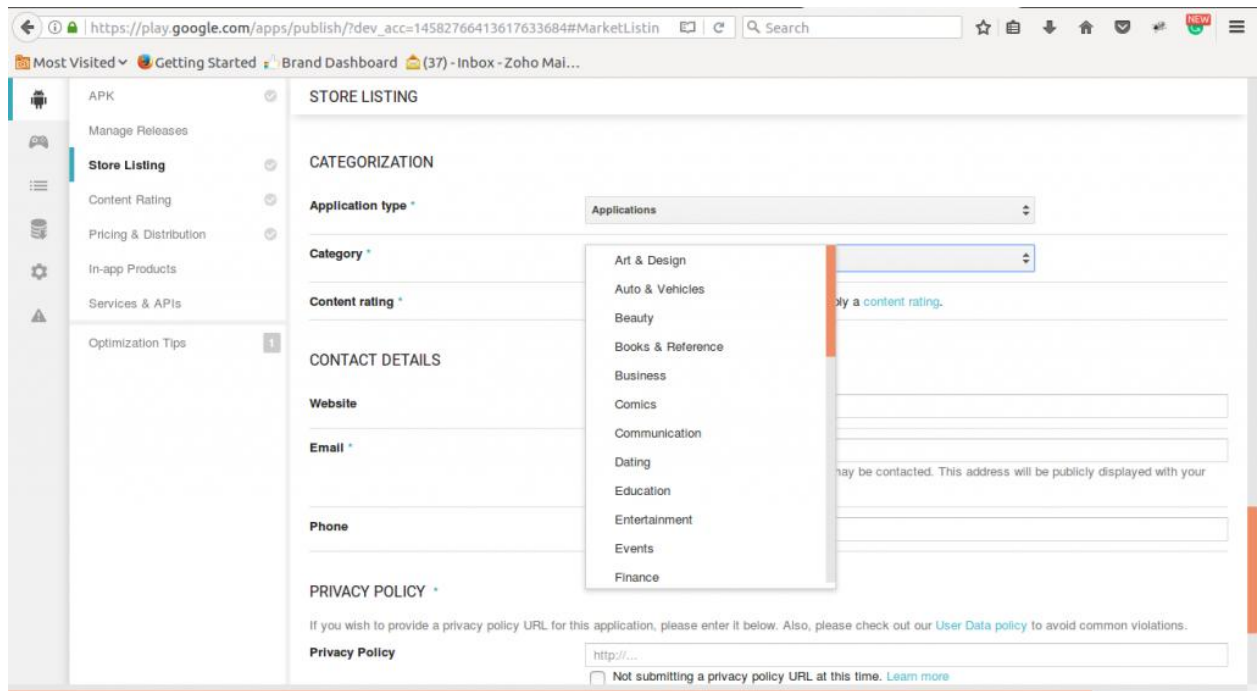 https://play.google.com/apps/publish/?dev_acc=14582766413617633684#MarketListin
Search
NEW
Most Visited
Getting Started
Brand Dashboard
(37) - Inbox - Zoho Mai...
APK
Manage Releases
Store Listing
Content Rating
Pricing & Distribution
In-app Products
Services & APIs
Optimization Tips
1
STORE LISTING
CATEGORIZATION
Application type *
Applications
Category *
Art & Design
Auto & Vehicles
Beauty
Books & Reference
Business
Comics
Communication
Dating
Education
Entertainment
Events
Finance
Content rating *
a content rating.
CONTACT DETAILS
Website
Email *
may be contacted. This address will be publicly displayed with your
Phone
PRIVACY POLICY *
If you wish to provide a privacy policy URL for this application, please enter it below. Also, please check out our User Data policy to avoid common violations.
Privacy Policy
http://...
Not submitting a privacy policy URL at this time. Learn more